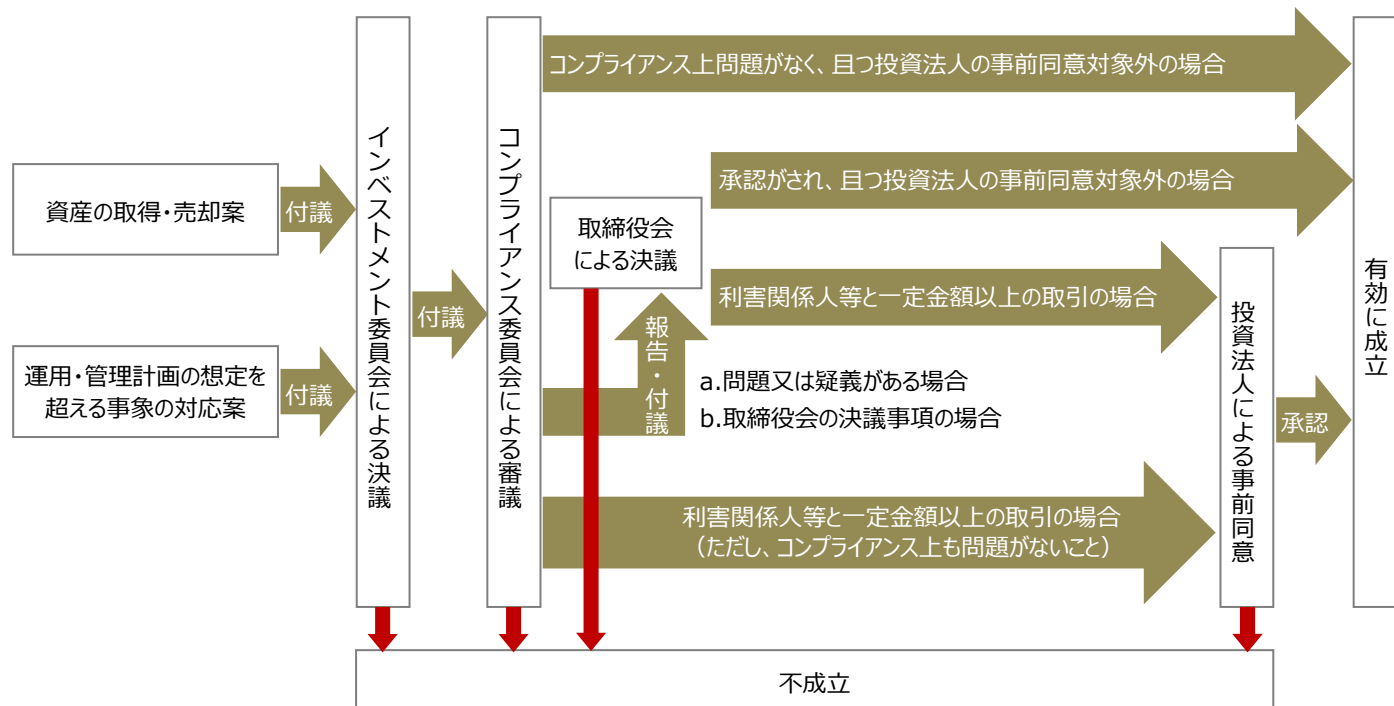 コンプライアンス上問題がなく、且つ投資法人の事前同意対象外の場合
資産の取得・売却案
付議
運用・管理計画の想定を
超える事象の対応案
付議
インベストメント委員会による決議
付議
コンプライアンス委員会による審議
承認がされ、且つ投資法人の事前同意対象外の場合
取締役会
による決議
利害関係人等と一定金額以上の取引の場合
報告・付議
a.問題又は疑義がある場合
b.取締役会の決議事項の場合
利害関係人等と一定金額以上の取引の場合
(ただし、コンプライアンス上も問題がないこと)
投資法人による事前同意
承認
有効に成立
不成立